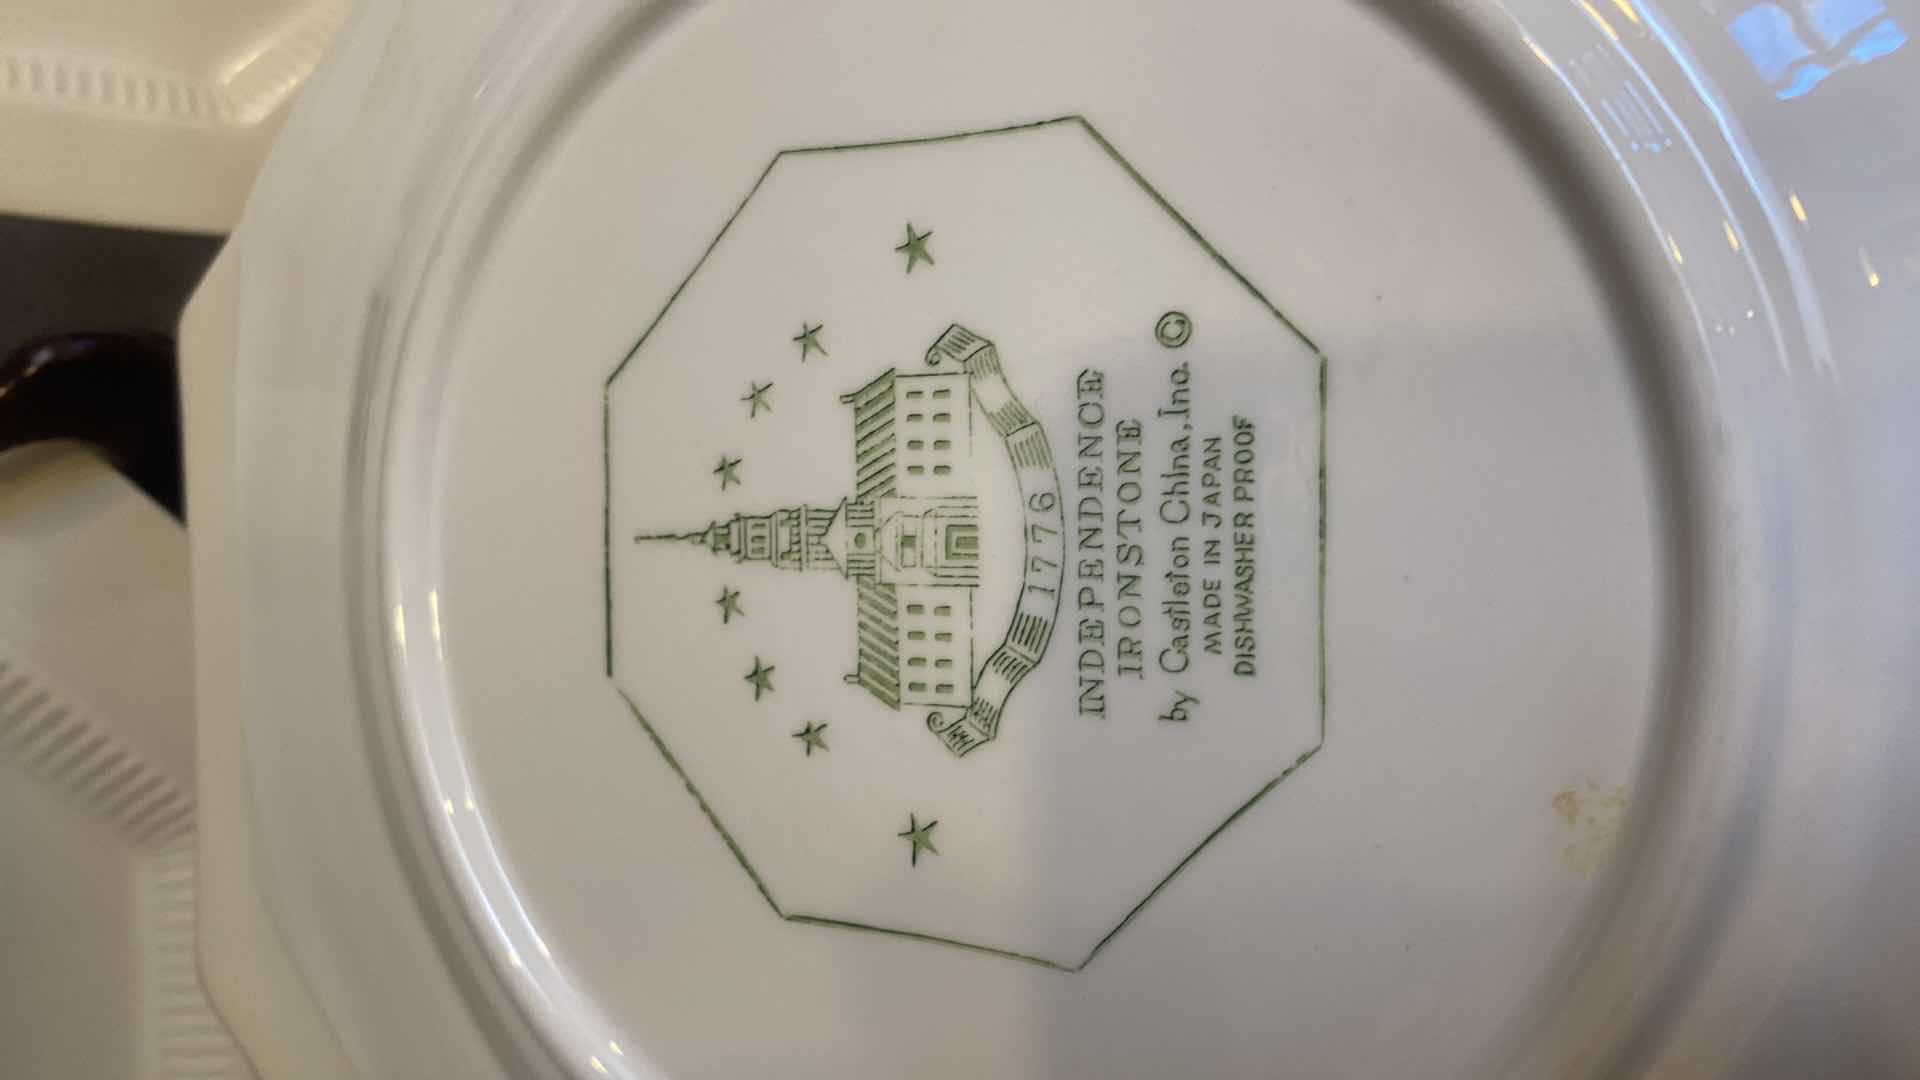 1776
INDEPENDENCE
IRONSTONE
by Castleton China, Inc. ©
MADE IN JAPAN
DISHWASHER PROOF